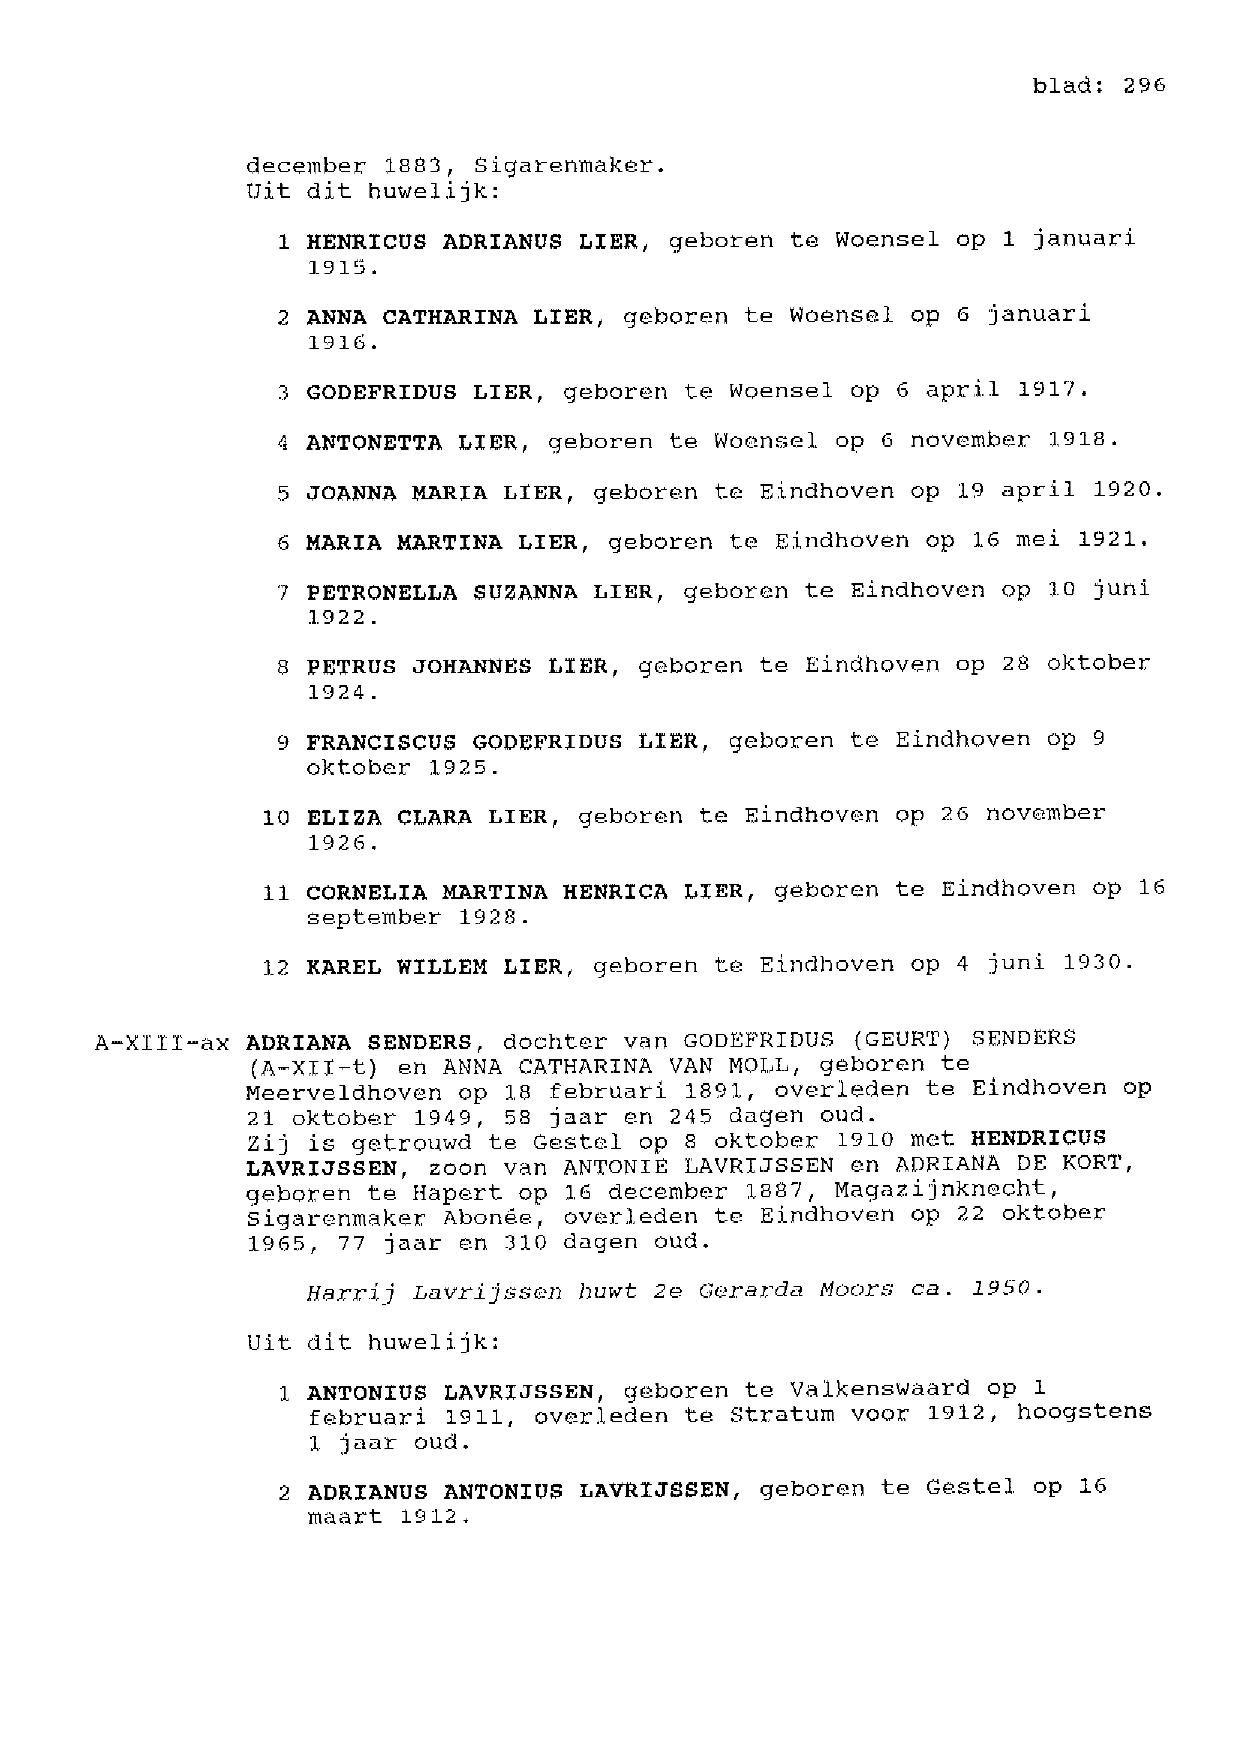 blad: 296
december 1883, Sigarenmaker.
Uit dit huwelijk:
1 HENRICUS ADRIANUS LIER, geboren te Woensel op 1 januari
1915.
2 ANNA CATHARINA LIER, geboren te Woensel op 6 januari
1916.
3 GODEFRIDUS LIER, geboren te Woensel op 6 april 1917.
4 ANTONETTA LIER, geboren te Woensel op 6 november 1918.
5 JOANNA MARIA LIER, geboren te Eindhoven op 19 april 1920.
6 MARIA MARTINA LIER, geboren te Eindhoven op 16 mei 1921.
7 PETRONELLA SUZANNA LIER, geboren te Eindhoven op 10 juni
1922.
8 PETRUS JOHANNES LIER, geboren te Eindhoven op 28 oktober
1924.
9 FRANCISCUS GODEFRIDUS LIER, geboren te Eindhoven op 9
oktober 1925.
10 ELIZA CLARA LIER, geboren te Eindhoven op 26 november
1926.
11 CORNELIA MARTINA HENRICA LIER, geboren te Eindhoven op 16
september 1928.
12 KAREL WILLEM LIER, geboren te Eindhoven op 4 juni 1930.
A-XIII-ax ADRIANA SENDERS, dochter van GODEFRIDUS (GEURT) SENDERS
(A-XII-t) en ANNA CATHARINA VAN MOLL, geboren te
Meerveldhoven op 18 februari 1891, overleden te Eindhoven op
21 oktober 1949, 58 jaar en 245 dagen oud.
Zij is getrouwd te Gestel op 8 oktober 1910 met HENDRICUS
LAVRIJSSEN, zoon van ANTONIE LAVRIJSSEN en ADRIANA DE KORT,
geboren te Hapert op 16 december 1887, Magazijnknecht,
Sigarenmaker Abonée, overleden te Eindhoven op 22 oktober
1965, 77 jaar en 310 dagen oud.
Harrij Lavrijssen huwt 2e Gerarda Moors ca. 1950.
Uit dit huwelijk:
1 ANTONIUS LAVRIJSSEN, geboren te Valkenswaard op 1
februari 1911, overleden te Stratum voor 1912, hoogstens
1 jaar oud.
2 ADRIANUS ANTONIUS LAVRIJSSEN, geboren te Gestel op 16
maart 1912.